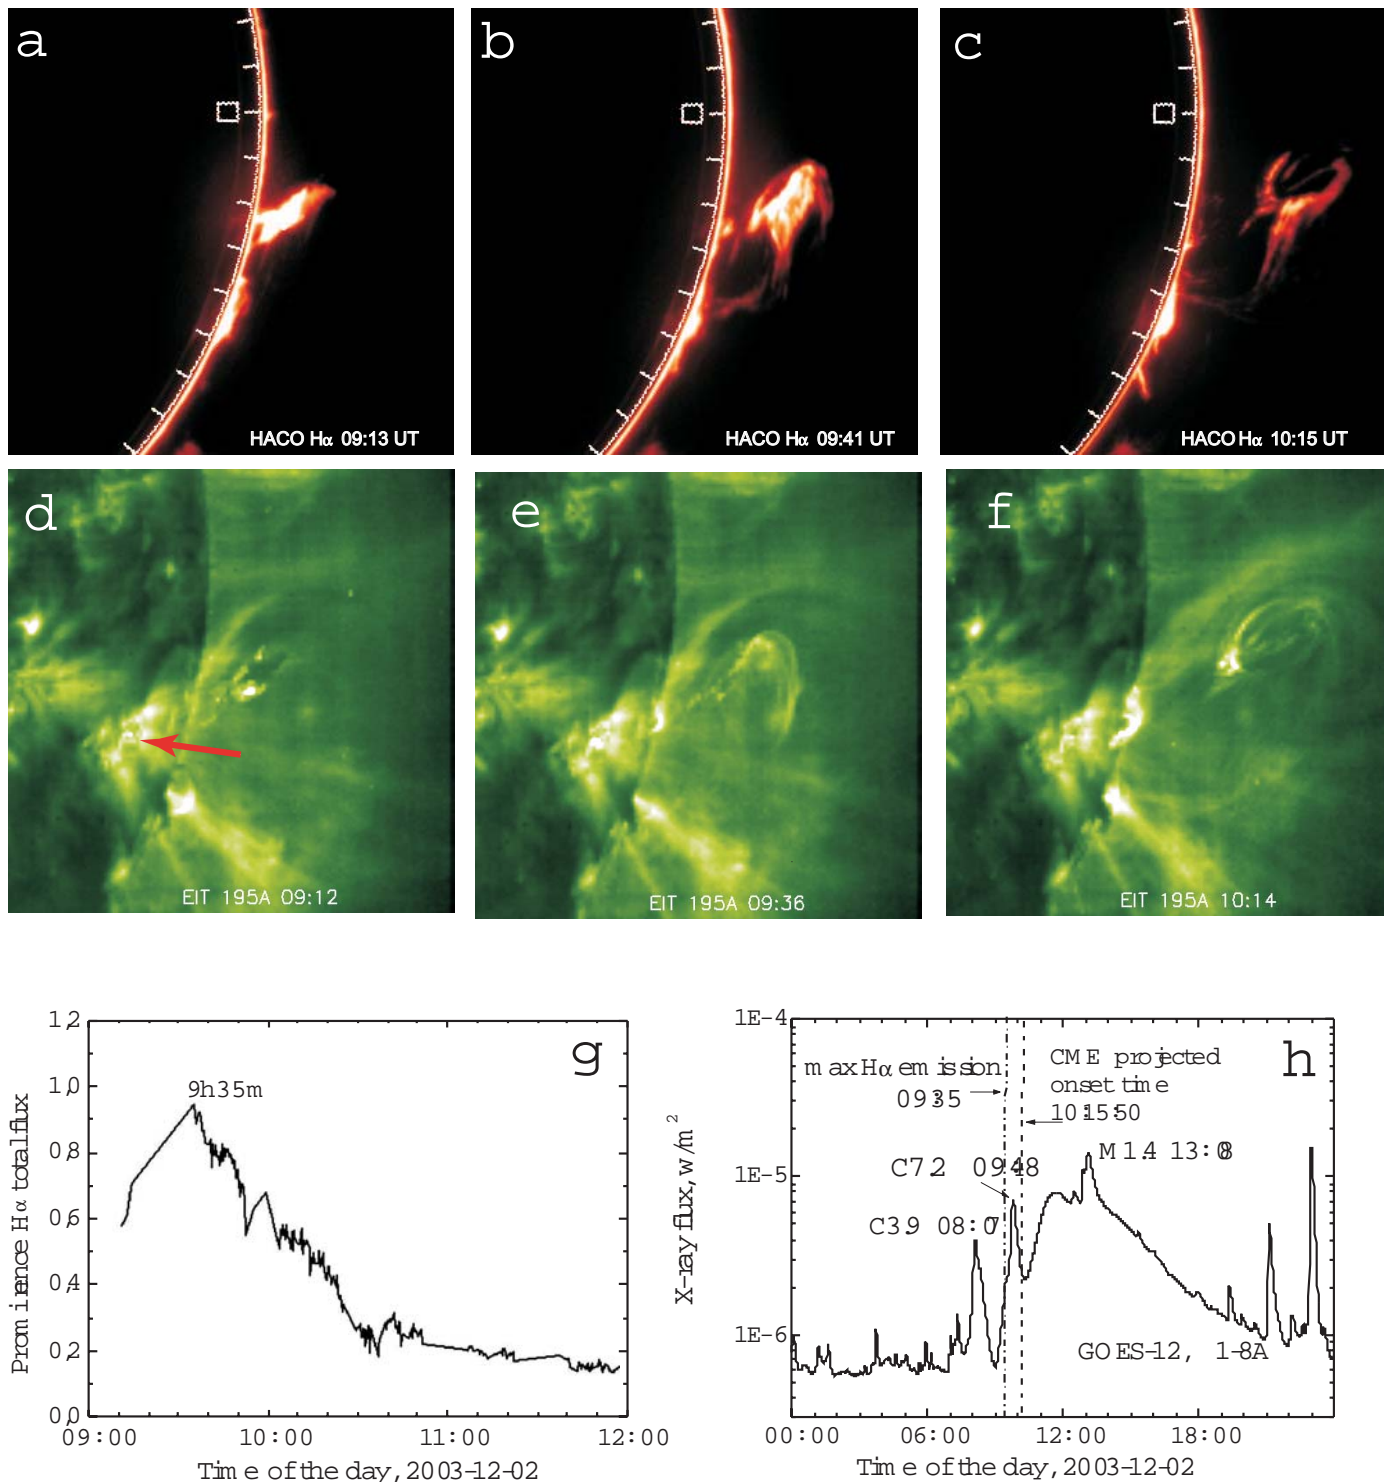 a
b
c
HACO Hα 09:13 UT
HACO Hα 09:41 UT
HACO Hα 10:15 UT
d
e
f
EIT 195A 09:12
EIT 195A 09:36
EIT 195A 10:14
g
1,2
1,0
0,8
0,6
0,4
0,2
0,0
9h35m
Prominence Hα total flux
09:00 10:00 11:00 12:00
Time of the day, 2003-12-02
h
1E-4
1E-5
1E-6
X-ray flux, w/m²
max Hα emission
09:35
CME projected
onset time
10:15:50
M1.4 13:08
C7.2 09:48
C3.9 08:07
GOES-12, 1-8A
00:00 06:00 12:00 18:00
Time of the day, 2003-12-02